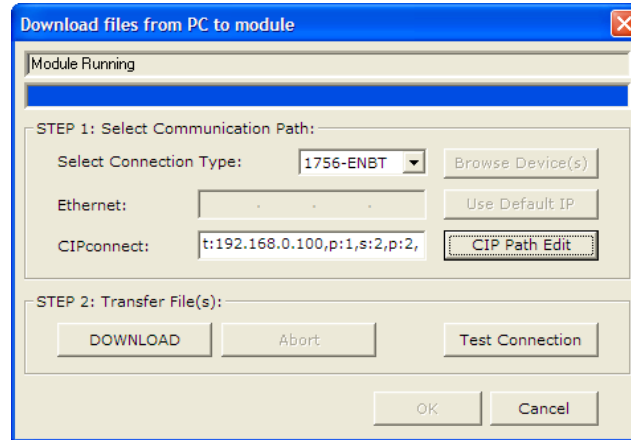 Download files from PC to module
Module Running
STEP 1: Select Communication Path:
Select Connection Type: 1756-ENBT Browse Device(s)
Ethernet: . . . Use Default IP
CIPconnect: t:192.168.0.100,p:1,s:2,p:2, CIP Path Edit
STEP 2: Transfer File(s):
DOWNLOAD Abort Test Connection
OK Cancel